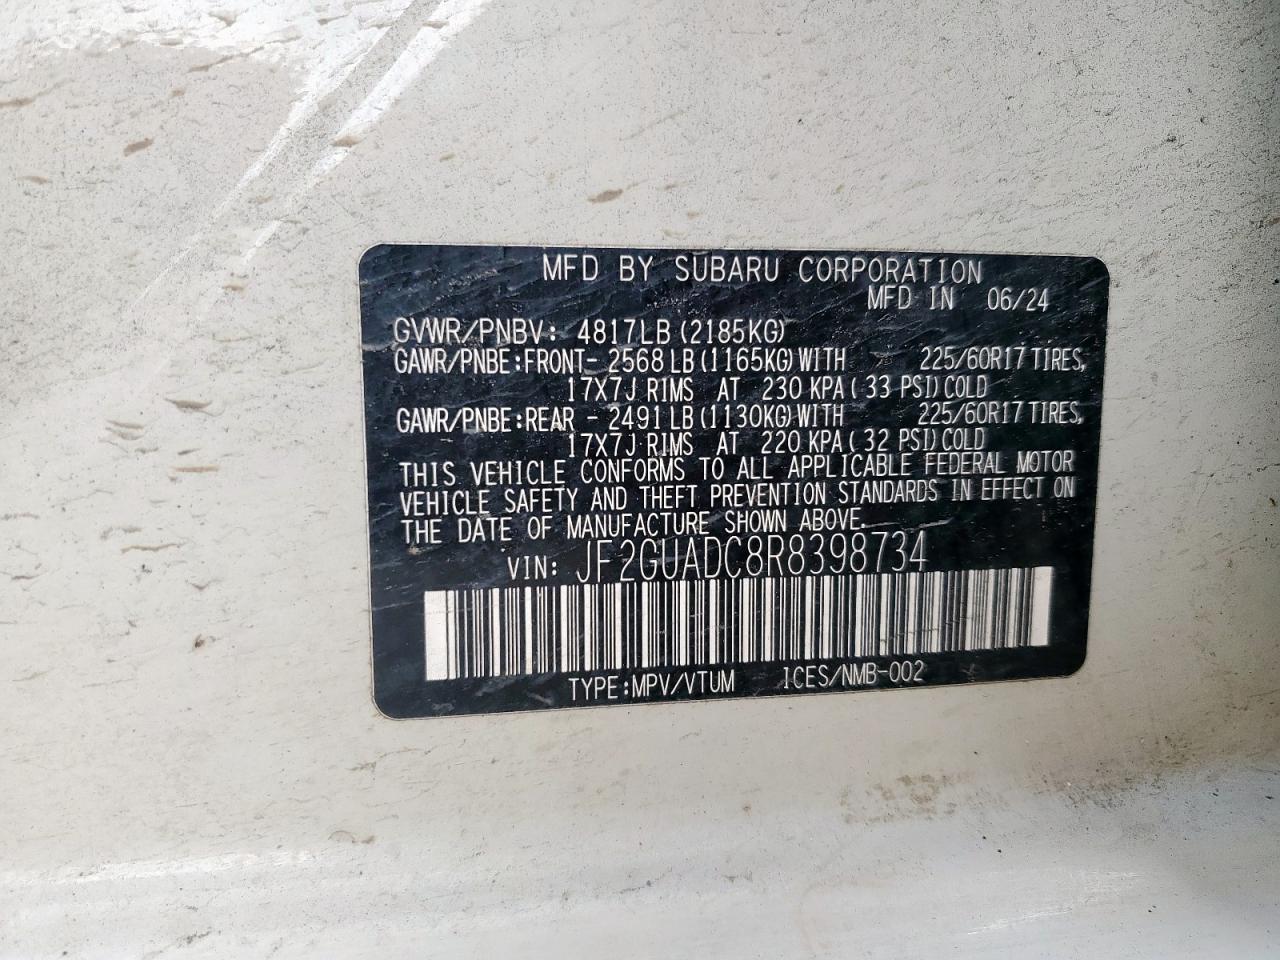 MFD BY SUBARU CORPORATION
MFD IN 06/24
GVWR/PNBV: 4817LB (2185KG)
GAWR/PNBE:FRONT- 2568 LB (1165KG) WITH 225/60R17 TIRES,
17X7J RIMS AT 230 KPA ( 33 PSI) COLD
GAWR/PNBE:REAR - 2491 LB (1130KG) WITH 225/60R17 TIRES,
17X7J RIMS AT 220 KPA ( 32 PSI) COLD
THIS VEHICLE CONFORMS TO ALL APPLICABLE FEDERAL MOTOR
VEHICLE SAFETY AND THEFT PREVENTION STANDARDS IN EFFECT ON
THE DATE OF MANUFACTURE SHOWN ABOVE.
VIN: JF2GUADC8R8398734
TYPE:MPV/VTUM ICES/NMB-002